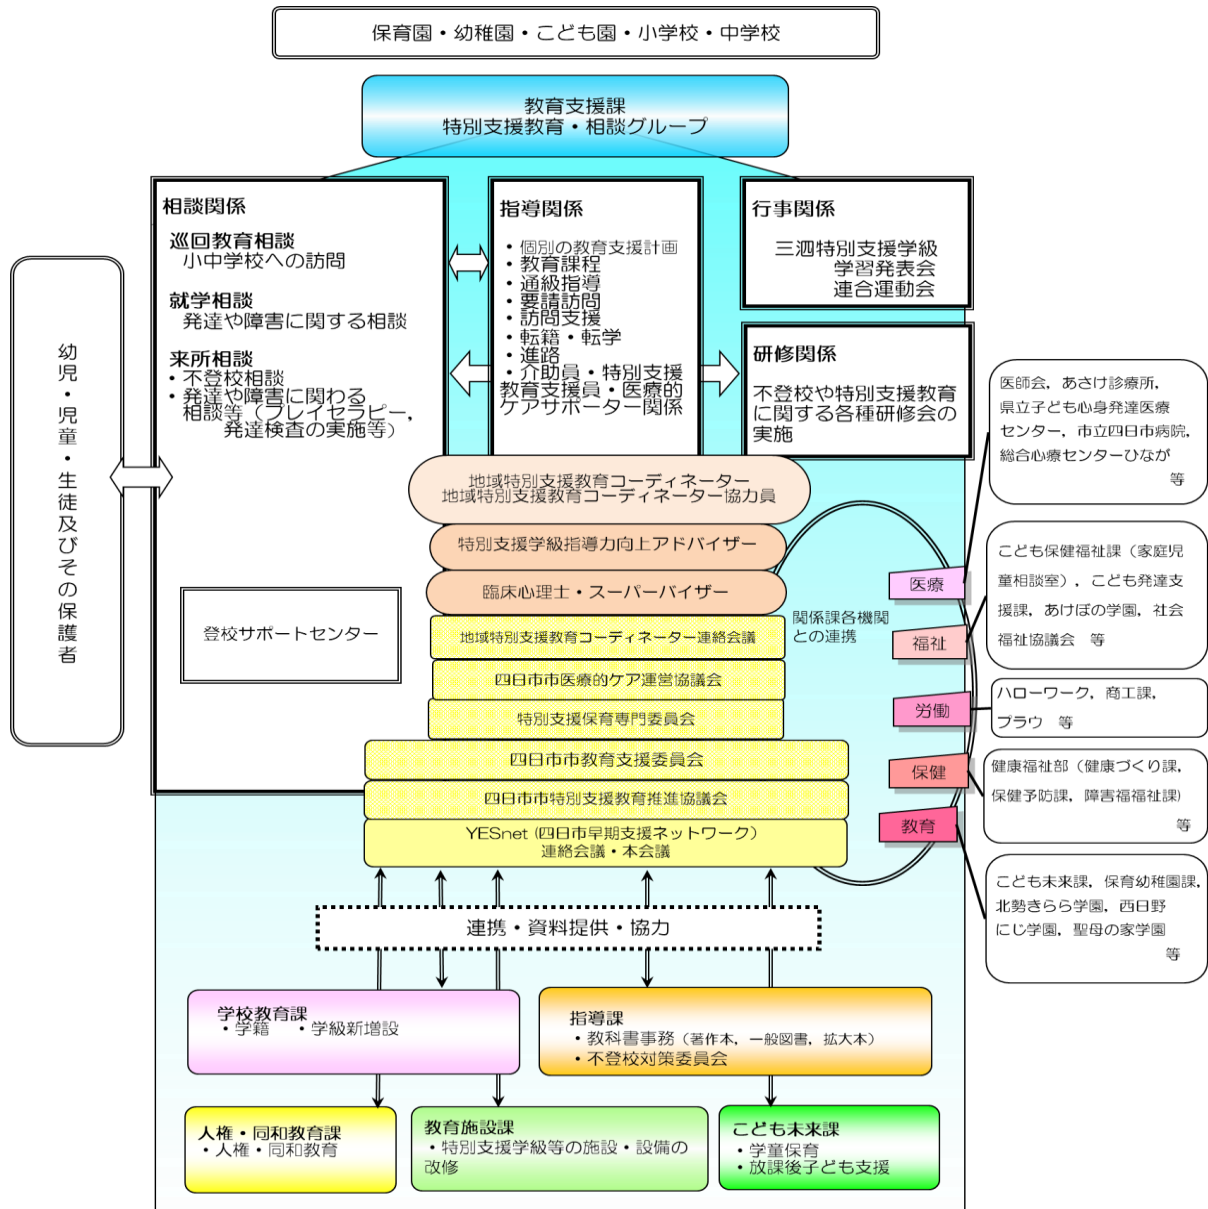 保育園・幼稚園・こども園・小学校・中学校
教育支援課
特別支援教育・相談グループ
相談関係
巡回教育相談
小中学校への訪問
就学相談
発達や障害に関する相談
来所相談
・不登校相談
・発達や障害に関わる
相談等（プレイセラピー，
発達検査の実施等）
指導関係
・個別の教育支援計画
・教育課程
・通級指導
・要請訪問
・訪問支援
・転籍・転学
・進路
・介助員・特別支援
教育支援員・医療的
ケアサポーター関係
行事関係
三泗特別支援学級
学習発表会
連合運動会
研修関係
不登校や特別支援教育
に関する各種研修会の
実施
幼児・児童・生徒及びその保護者
登校サポートセンター
地域特別支援教育コーディネーター
地域特別支援教育コーディネーター協力員
特別支援学級指導力向上アドバイザー
臨床心理士・スーパーバイザー
地域特別支援教育コーディネーター連絡会議
四日市市医療的ケア運営協議会
特別支援保育専門委員会
四日市市教育支援委員会
四日市市特別支援教育推進協議会
YESnet（四日市早期支援ネットワーク）
連絡会議・本会議
関係課各機関
との連携
医療
福祉
労働
保健
教育
医師会，あさけ診療所，
県立子ども心身発達医療
センター，市立四日市病院，
総合心療センターひなが
等
こども保健福祉課（家庭児
童相談室），こども発達支
援課，あけぼの学園，社会
福祉協議会　等
ハローワーク，商工課，
プラウ　等
健康福祉部（健康づくり課，
保健予防課，障害福福祉課）
等
こども未来課，保育幼稚園課，
北勢きらら学園，西日野
にじ学園，聖母の家学園
等
連携・資料提供・協力
学校教育課
・学籍　・学級新増設
指導課
・教科書事務（著作本，一般図書，拡大本）
・不登校対策委員会
人権・同和教育課
・人権・同和教育
教育施設課
・特別支援学級等の施設・設備の
改修
こども未来課
・学童保育
・放課後子ども支援